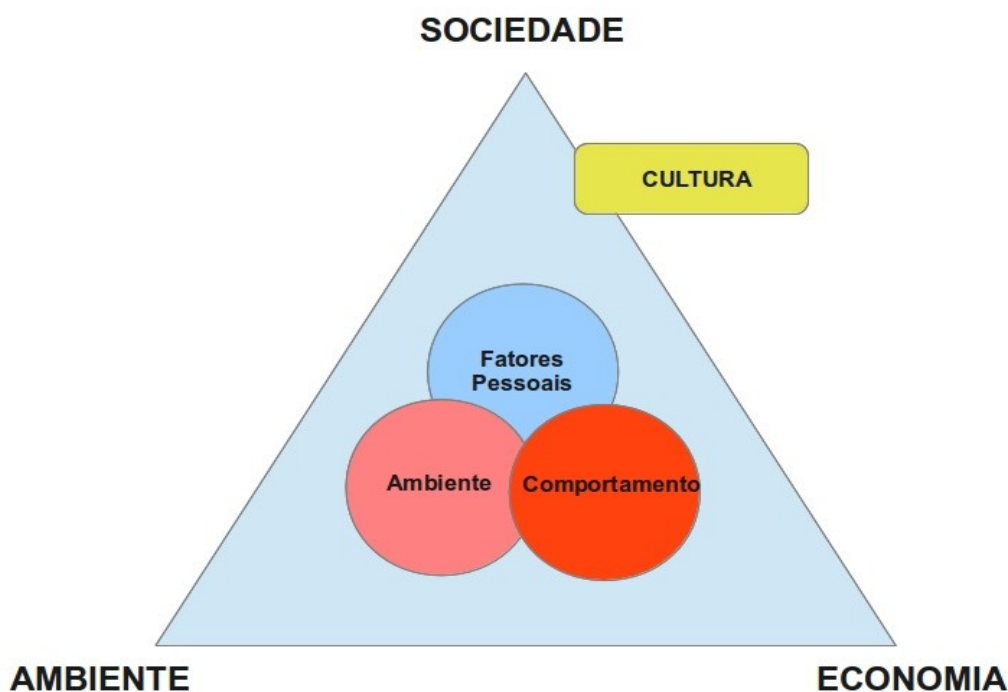 SOCIEDADE
CULTURA
Fatores
Pessoais
Ambiente
Comportamento
AMBIENTE
ECONOMIA